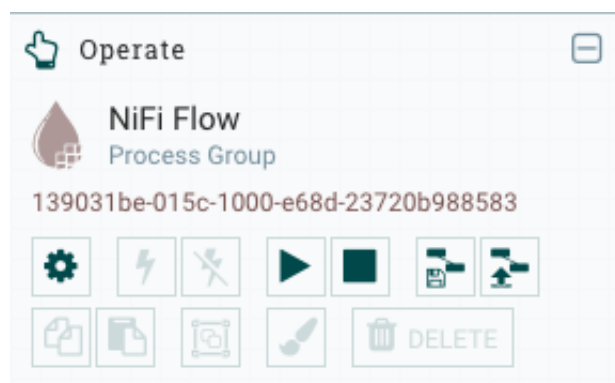 Operate
NiFi Flow
Process Group
139031be-015c-1000-e68d-23720b988583
DELETE